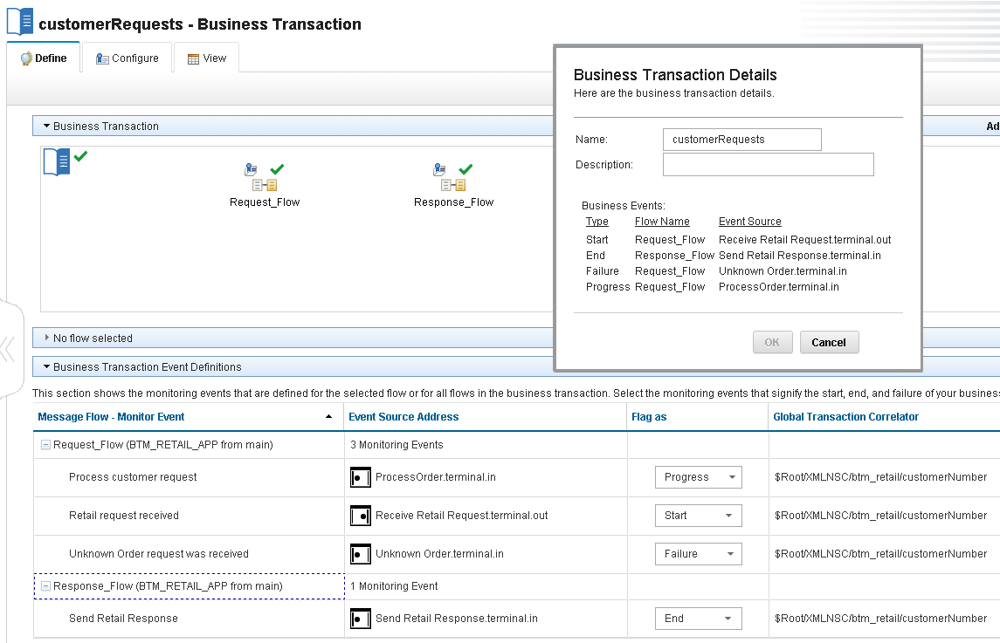 customerRequests - Business Transaction
Define
Configure
View
Business Transaction
Ad
Request_Flow
Response_Flow
Business Transaction Details
Here are the business transaction details.
Name: customerRequests
Description:
Business Events:
Type Flow Name Event Source
Start Request_Flow Receive Retail Request.terminal.out
End Response_Flow Send Retail Response.terminal.in
Failure Request_Flow Unknown Order.terminal.in
Progress Request_Flow ProcessOrder.terminal.in
OK Cancel
No flow selected
Business Transaction Event Definitions
This section shows the monitoring events that are defined for the selected flow or for all flows in the business transaction. Select the monitoring events that signify the start, end, and failure of your business
Message Flow - Monitor Event Event Source Address Flag as Global Transaction Correlator
Request_Flow (BTM_RETAIL_APP from main) 3 Monitoring Events
Process customer request ProcessOrder.terminal.in Progress $Root/XMLNSC/btm_retail/customerNumber
Retail request received Receive Retail Request.terminal.out Start $Root/XMLNSC/btm_retail/customerNumber
Unknown Order request was received Unknown Order.terminal.in Failure $Root/XMLNSC/btm_retail/customerNumber
Response_Flow (BTM_RETAIL_APP from main) 1 Monitoring Event
Send Retail Response Send Retail Response.terminal.in End $Root/XMLNSC/btm_retail/customerNumber